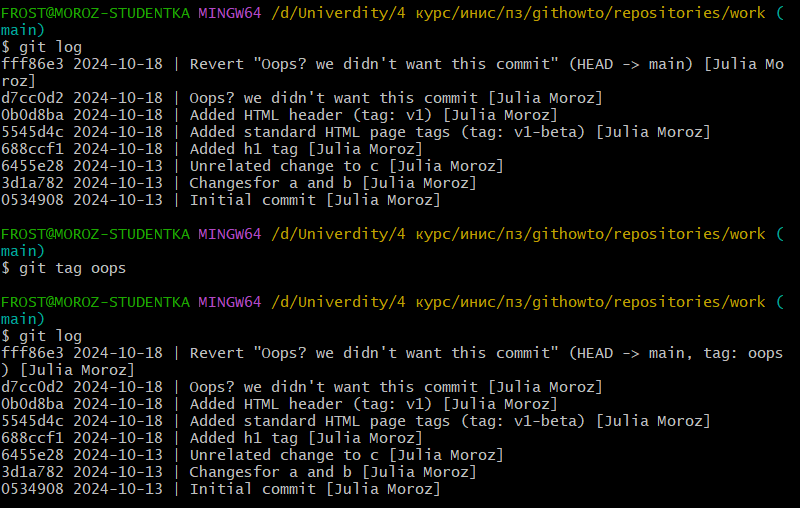 FROST@MOROZ-STUDENTKA MINGW64 /d/Univerdity/4 курс/инис/пз/githowto/repositories/work (
main)
$ git log
fff86e3 2024-10-18 | Revert "Oops? we didn't want this commit" (HEAD -> main) [Julia Mo
roz]
d7cc0d2 2024-10-18 | Oops? we didn't want this commit [Julia Moroz]
0b0d8ba 2024-10-18 | Added HTML header (tag: v1) [Julia Moroz]
5545d4c 2024-10-18 | Added standard HTML page tags (tag: v1-beta) [Julia Moroz]
688ccf1 2024-10-18 | Added h1 tag [Julia Moroz]
6455e28 2024-10-13 | Unrelated change to c [Julia Moroz]
3d1a782 2024-10-13 | Changesfor a and b [Julia Moroz]
0534908 2024-10-13 | Initial commit [Julia Moroz]
FROST@MOROZ-STUDENTKA MINGW64 /d/Univerdity/4 курс/инис/пз/githowto/repositories/work (
main)
$ git tag oops
FROST@MOROZ-STUDENTKA MINGW64 /d/Univerdity/4 курс/инис/пз/githowto/repositories/work (
main)
$ git log
fff86e3 2024-10-18 | Revert "Oops? we didn't want this commit" (HEAD -> main, tag: oops
) [Julia Moroz]
d7cc0d2 2024-10-18 | Oops? we didn't want this commit [Julia Moroz]
0b0d8ba 2024-10-18 | Added HTML header (tag: v1) [Julia Moroz]
5545d4c 2024-10-18 | Added standard HTML page tags (tag: v1-beta) [Julia Moroz]
688ccf1 2024-10-18 | Added h1 tag [Julia Moroz]
6455e28 2024-10-13 | Unrelated change to c [Julia Moroz]
3d1a782 2024-10-13 | Changesfor a and b [Julia Moroz]
0534908 2024-10-13 | Initial commit [Julia Moroz]